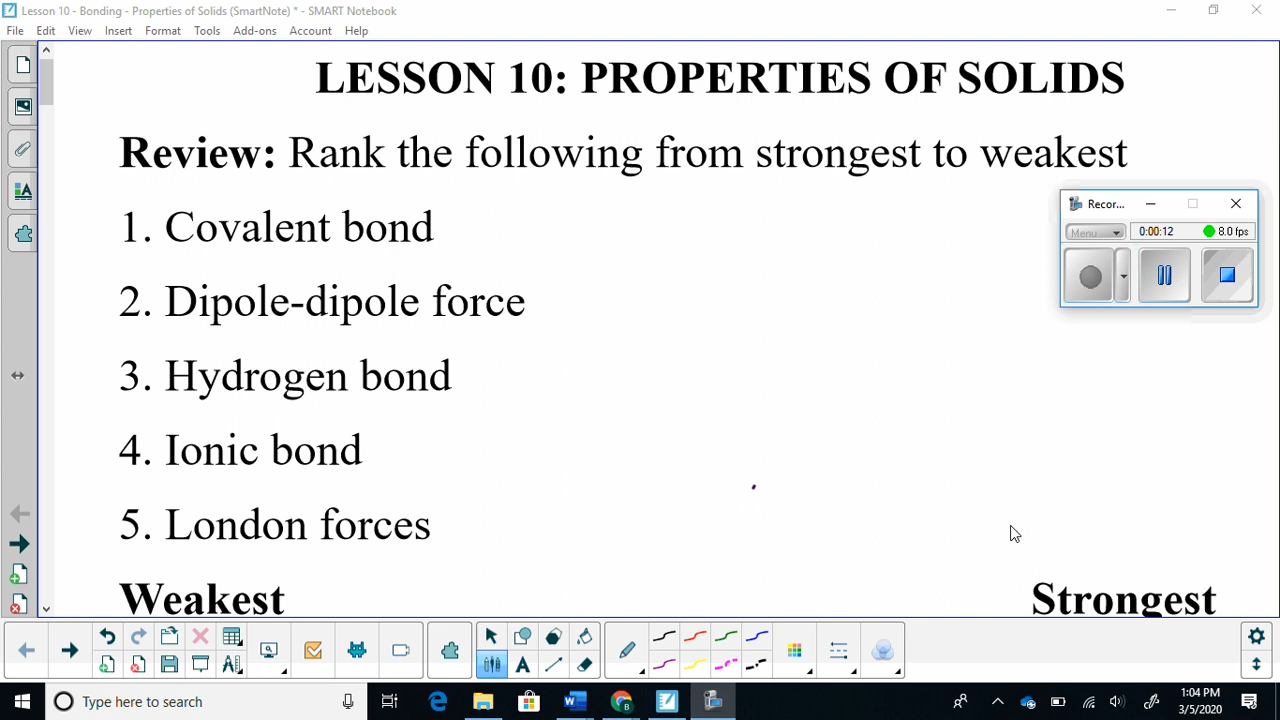 Lesson 10 - Bonding - Properties of Solids (SmartNote) * - SMART Notebook
File Edit View Insert Format Tools Add-ons Account Help
LESSON 10: PROPERTIES OF SOLIDS
Review: Rank the following from strongest to weakest
1. Covalent bond
2. Dipole-dipole force
3. Hydrogen bond
4. Ionic bond
5. London forces
Weakest Strongest
Recor...
Menu 0:00:12 8.0 fps
Type here to search
1:04 PM
3/5/2020